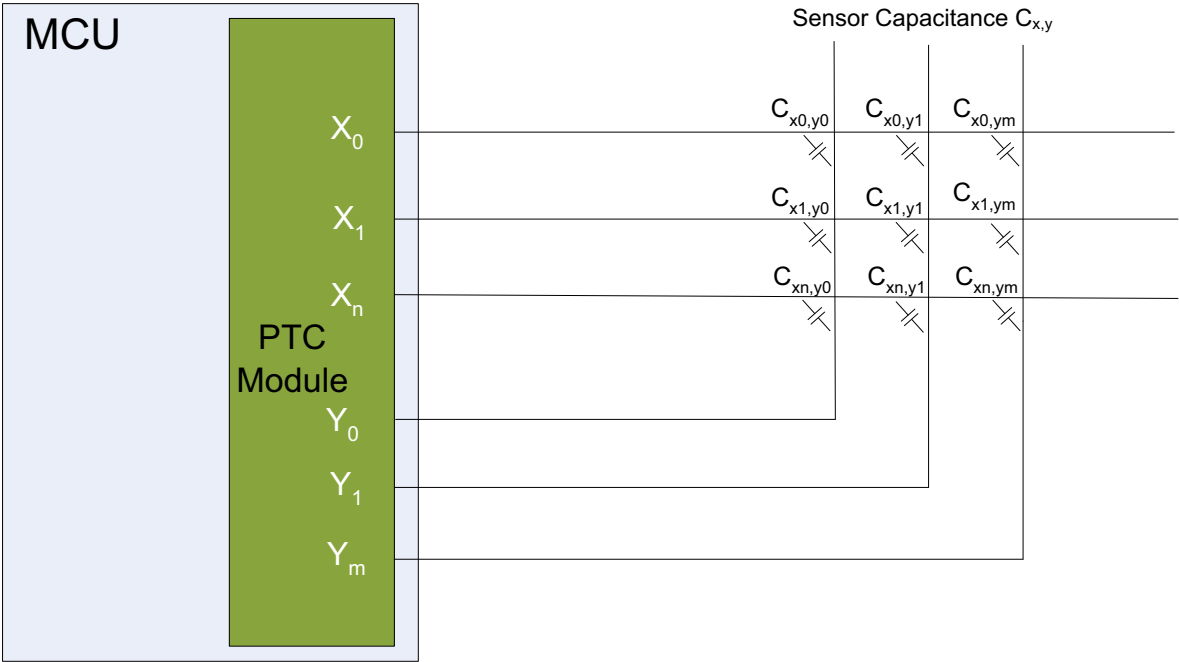 MCU
Sensor Capacitance Cx,y
X0
Cx0,y0 Cx0,y1 Cx0,ym
X1
Cx1,y0 Cx1,y1 Cx1,ym
Xn
Cxn,y0 Cxn,y1 Cxn,ym
PTC
Module
Y0
Y1
Ym